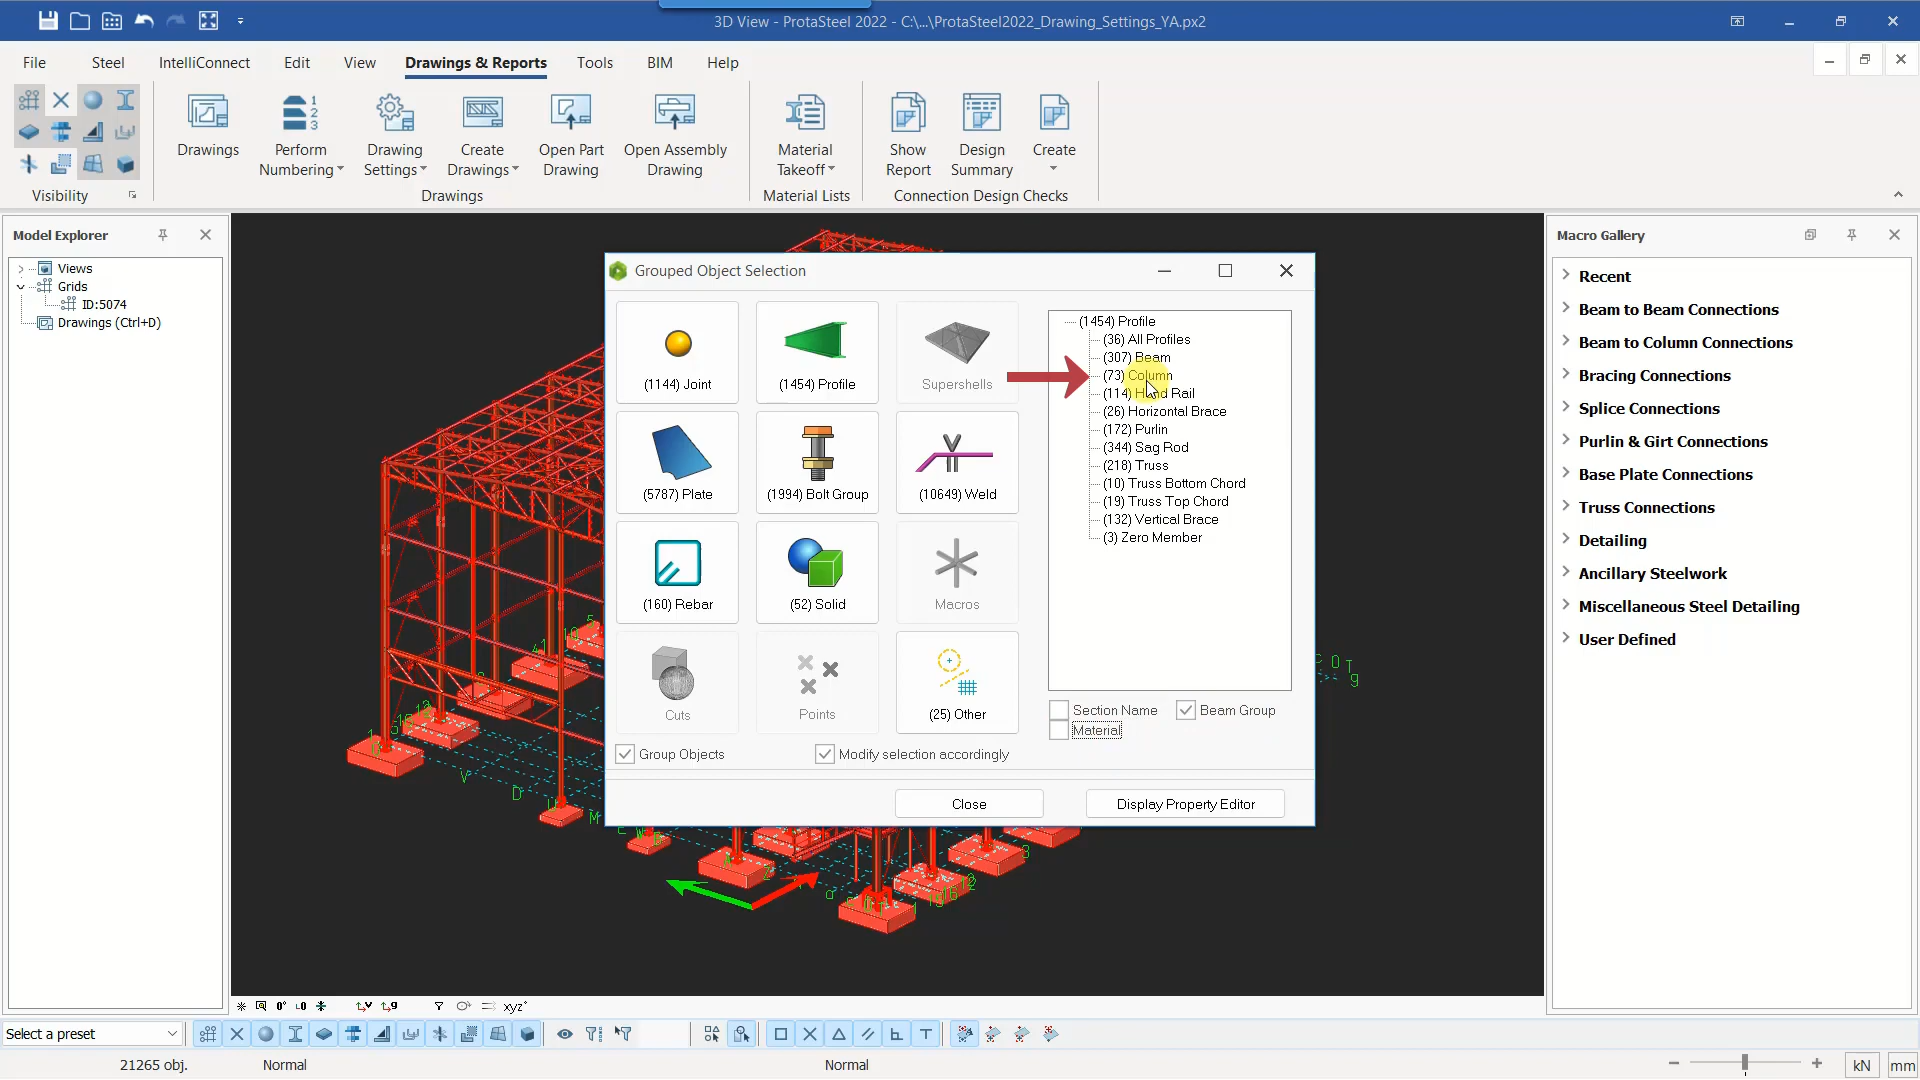 3D View - ProtaSteel 2022 - C:\...\ProtaSteel2022_Drawing_Settings_YA.px2
File
Steel
IntelliConnect
Edit
View
Drawings & Reports
Tools
BIM
Help
Drawings
Perform
Numbering
Drawing
Settings
Create
Drawings
Open Part
Drawing
Open Assembly
Drawing
Material
Takeoff
Show
Report
Design
Summary
Create
Visibility
Drawings
Material Lists
Connection Design Checks
Model Explorer
Views
Grids
ID:5074
Drawings (Ctrl+D)
Grouped Object Selection
(1144) Joint
(1454) Profile
Supershells
(5787) Plate
(1994) Bolt Group
(10649) Weld
(160) Rebar
(52) Solid
Macros
Cuts
Points
(25) Other
(1454) Profile
(36) All Profiles
(307) Beam
(73) Column
(114) Hand Rail
(26) Horizontal Brace
(172) Purlin
(344) Sag Rod
(218) Truss
(10) Truss Bottom Chord
(19) Truss Top Chord
(132) Vertical Brace
(3) Zero Member
Section Name
Beam Group
Material
Group Objects
Modify selection accordingly
Close
Display Property Editor
Macro Gallery
Recent
Beam to Beam Connections
Beam to Column Connections
Bracing Connections
Splice Connections
Purlin & Girt Connections
Base Plate Connections
Truss Connections
Detailing
Ancillary Steelwork
Miscellaneous Steel Detailing
User Defined
xyz
Select a preset
21265 obj.
Normal
Normal
kN
mm